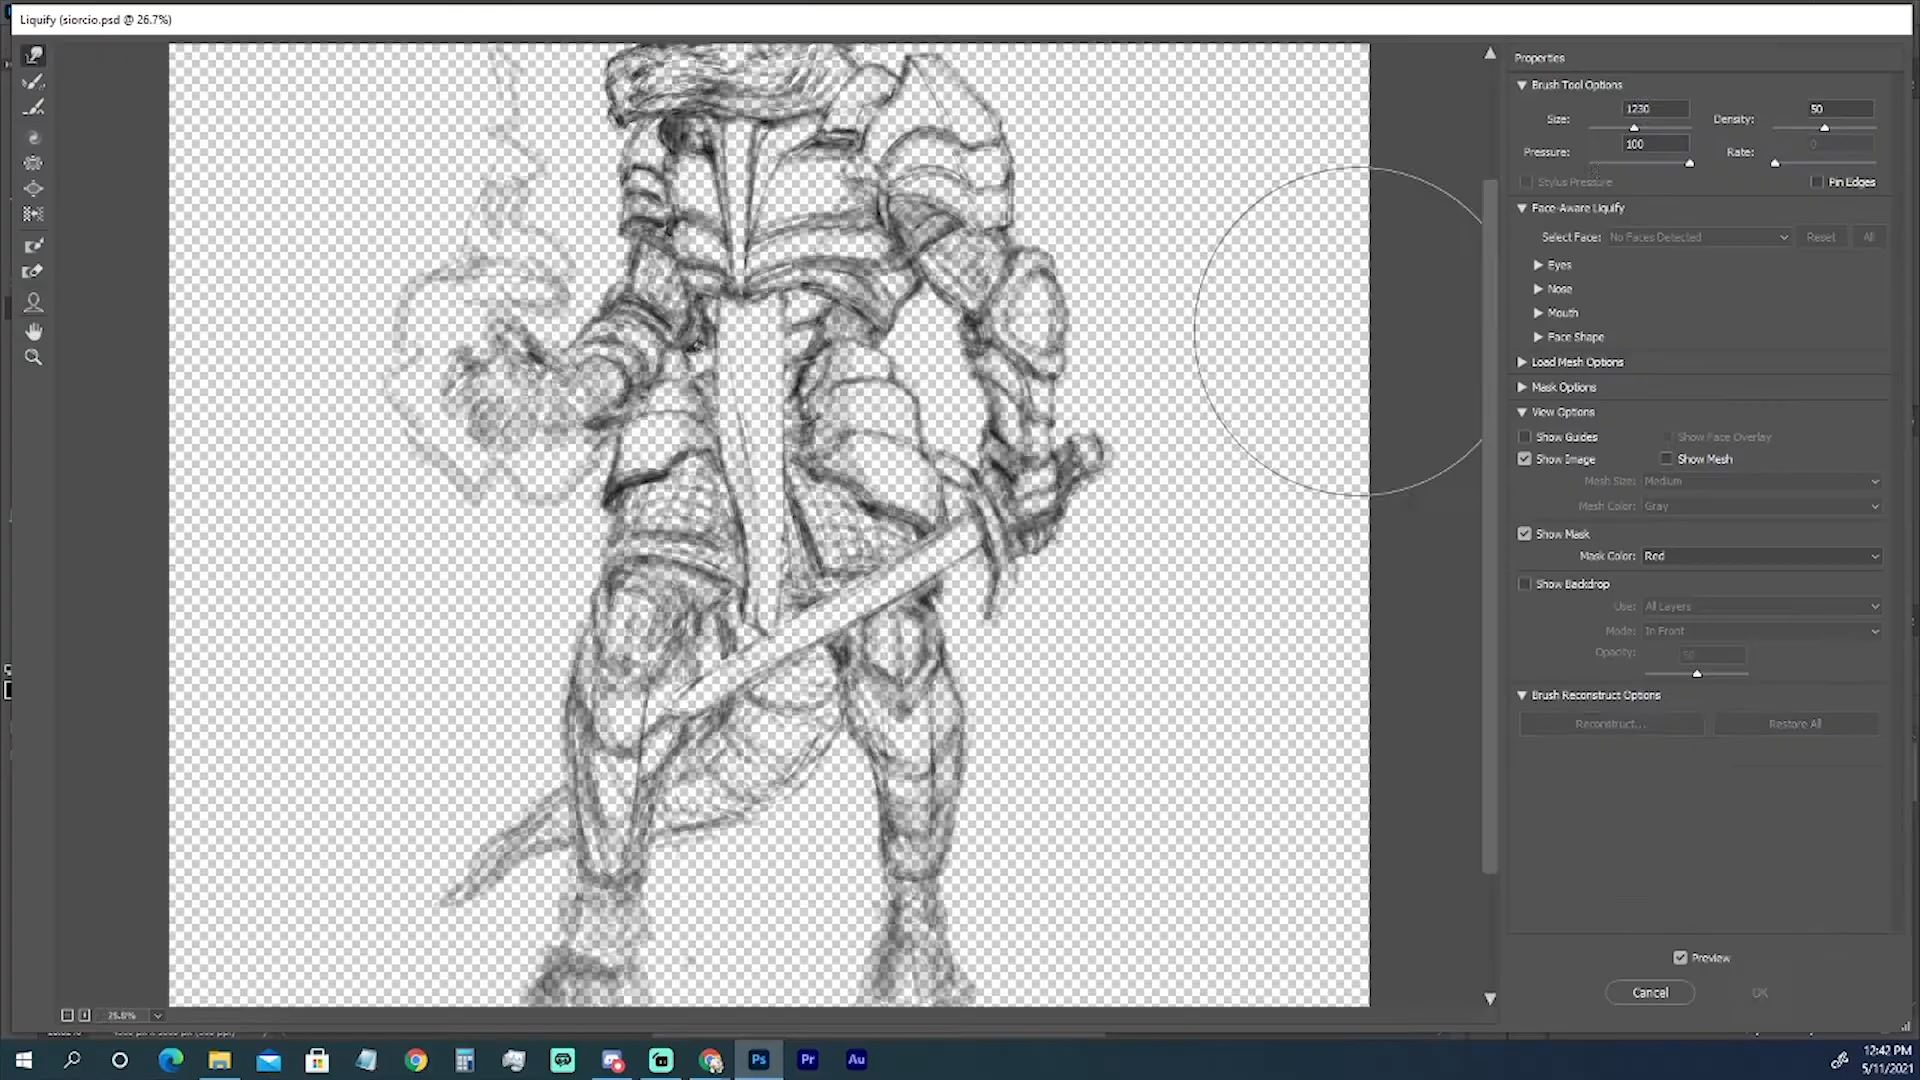 Liquify (siorcio.psd @ 26.7%)
Properties
Brush Tool Options
Size: 1230 Density: 50
Pressure: 100 Rate: 0
Stylus Pressure Pin Edges
Face-Aware Liquify
Select Face: No Faces Detected Reset All
Eyes
Nose
Mouth
Face Shape
Load Mesh Options
Mask Options
View Options
Show Guides Show Face Overlay
Show Image Show Mesh
Mesh Size: Medium
Mesh Color: Gray
Show Mask
Mask Color: Red
Show Backdrop
Use: All Layers
Mode: In Front
Opacity: 50
Brush Reconstruct Options
Reconstruct... Restore All
Preview
Cancel OK
Ps Pr Au
12:42 PM
5/11/2021